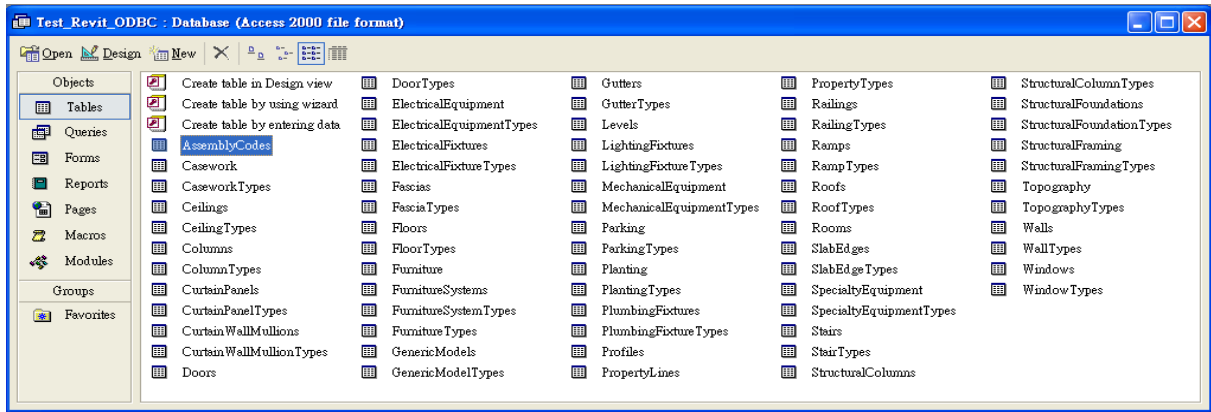 Test_Revit_ODBC : Database (Access 2000 file format)
Open Design New
Objects
Tables
Queries
Forms
Reports
Pages
Macros
Modules
Groups
Favorites
Create table in Design view
Create table by using wizard
Create table by entering data
AssemblyCodes
Casework
CaseworkTypes
Ceilings
CeilingTypes
Columns
ColumnTypes
CurtainPanels
CurtainPanelTypes
CurtainWallMullions
CurtainWallMullionTypes
Doors
DoorTypes
ElectricalEquipment
ElectricalEquipmentTypes
ElectricalFixtures
ElectricalFixtureTypes
Fascias
FasciaTypes
Floors
FloorTypes
Furniture
FurnitureSystems
FurnitureSystemTypes
FurnitureTypes
GenericModels
GenericModelTypes
Gutters
GutterTypes
Levels
LightingFixtures
LightingFixtureTypes
MechanicalEquipment
MechanicalEquipmentTypes
Parking
ParkingTypes
Planting
PlantingTypes
PlumbingFixtures
PlumbingFixtureTypes
Profiles
PropertyLines
PropertyTypes
Railings
RailingTypes
Ramps
RampTypes
Roofs
RoofTypes
Rooms
SlabEdges
SlabEdgeTypes
SpecialtyEquipment
SpecialtyEquipmentTypes
Stairs
StairTypes
StructuralColumns
StructuralColumnTypes
StructuralFoundations
StructuralFoundationTypes
StructuralFraming
StructuralFramingTypes
Topography
TopographyTypes
Walls
WallTypes
Windows
WindowTypes